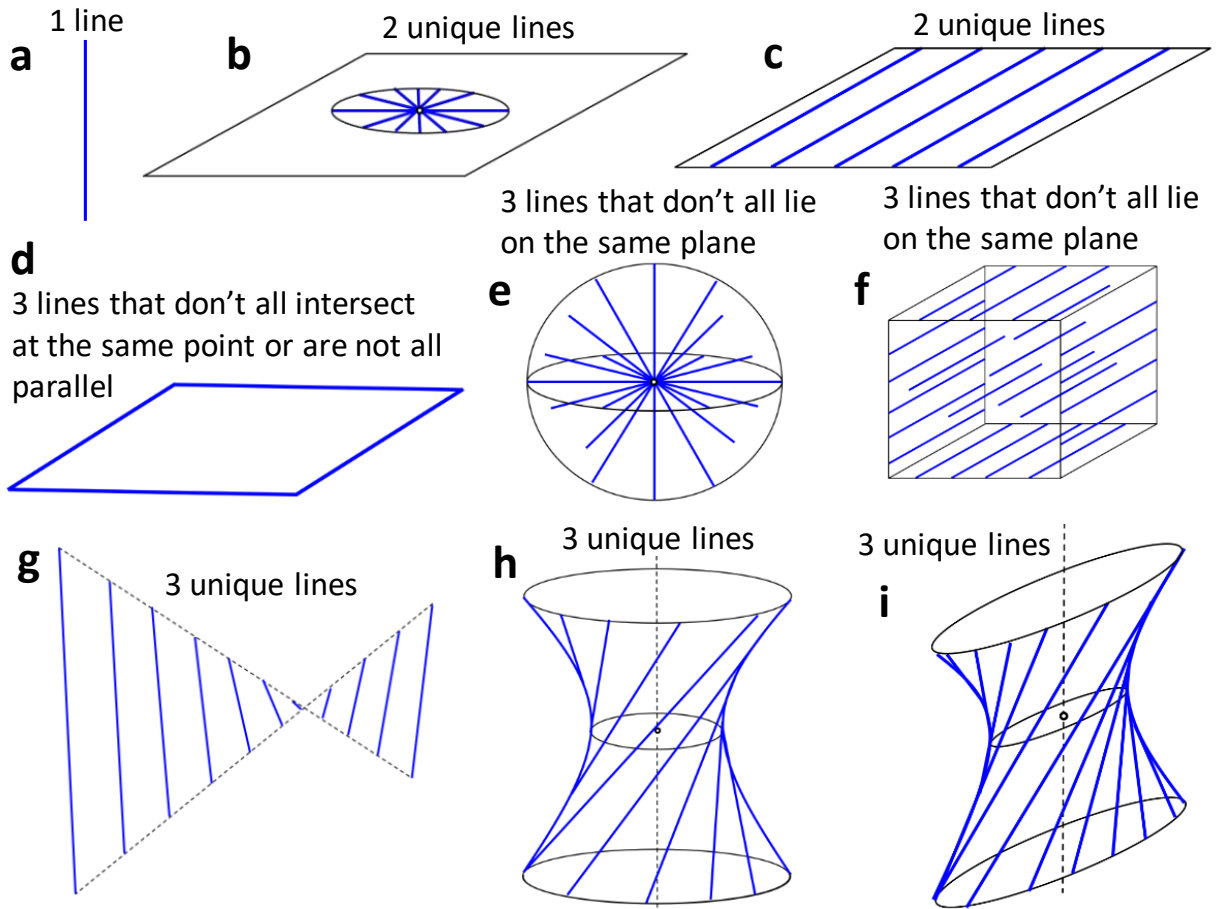 1 line
a
b
2 unique lines
c
2 unique lines
d
3 lines that don’t all intersect
at the same point or are not all
parallel
e
3 lines that don’t all lie
on the same plane
f
3 lines that don’t all lie
on the same plane
g
3 unique lines
h
3 unique lines
i
3 unique lines